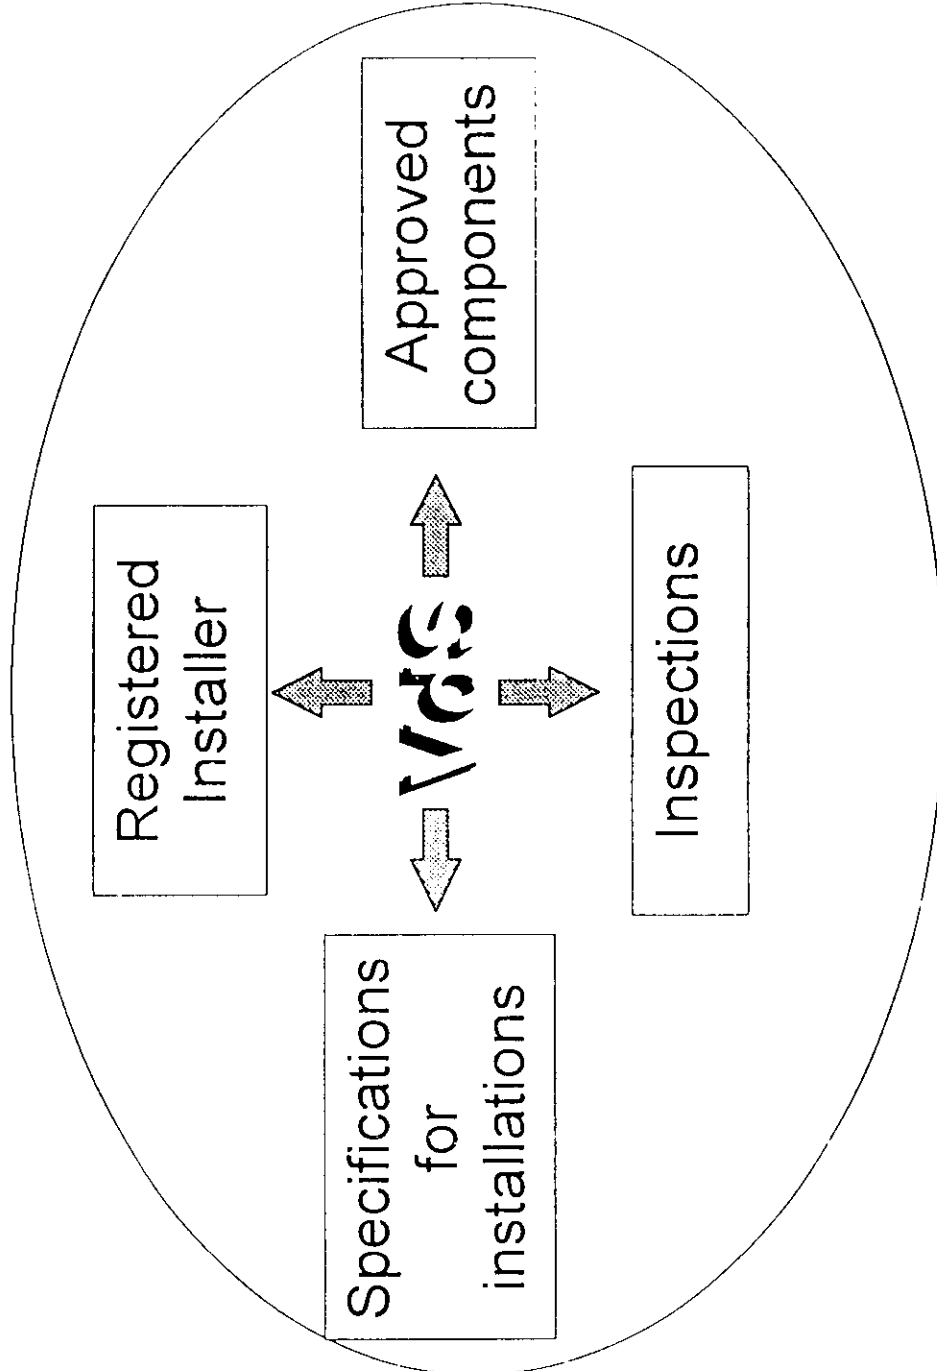 Registered
Installer
Specifications
for
installations
VdS
Approved
components
Inspections